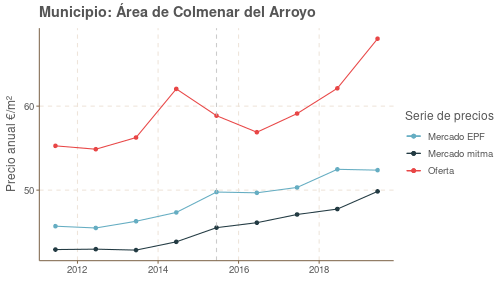 Municipio: Área de Colmenar del Arroyo
Precio anual €/m²
60
50
2012
2014
2016
2018
Serie de precios
Mercado EPF
Mercado mitma
Oferta